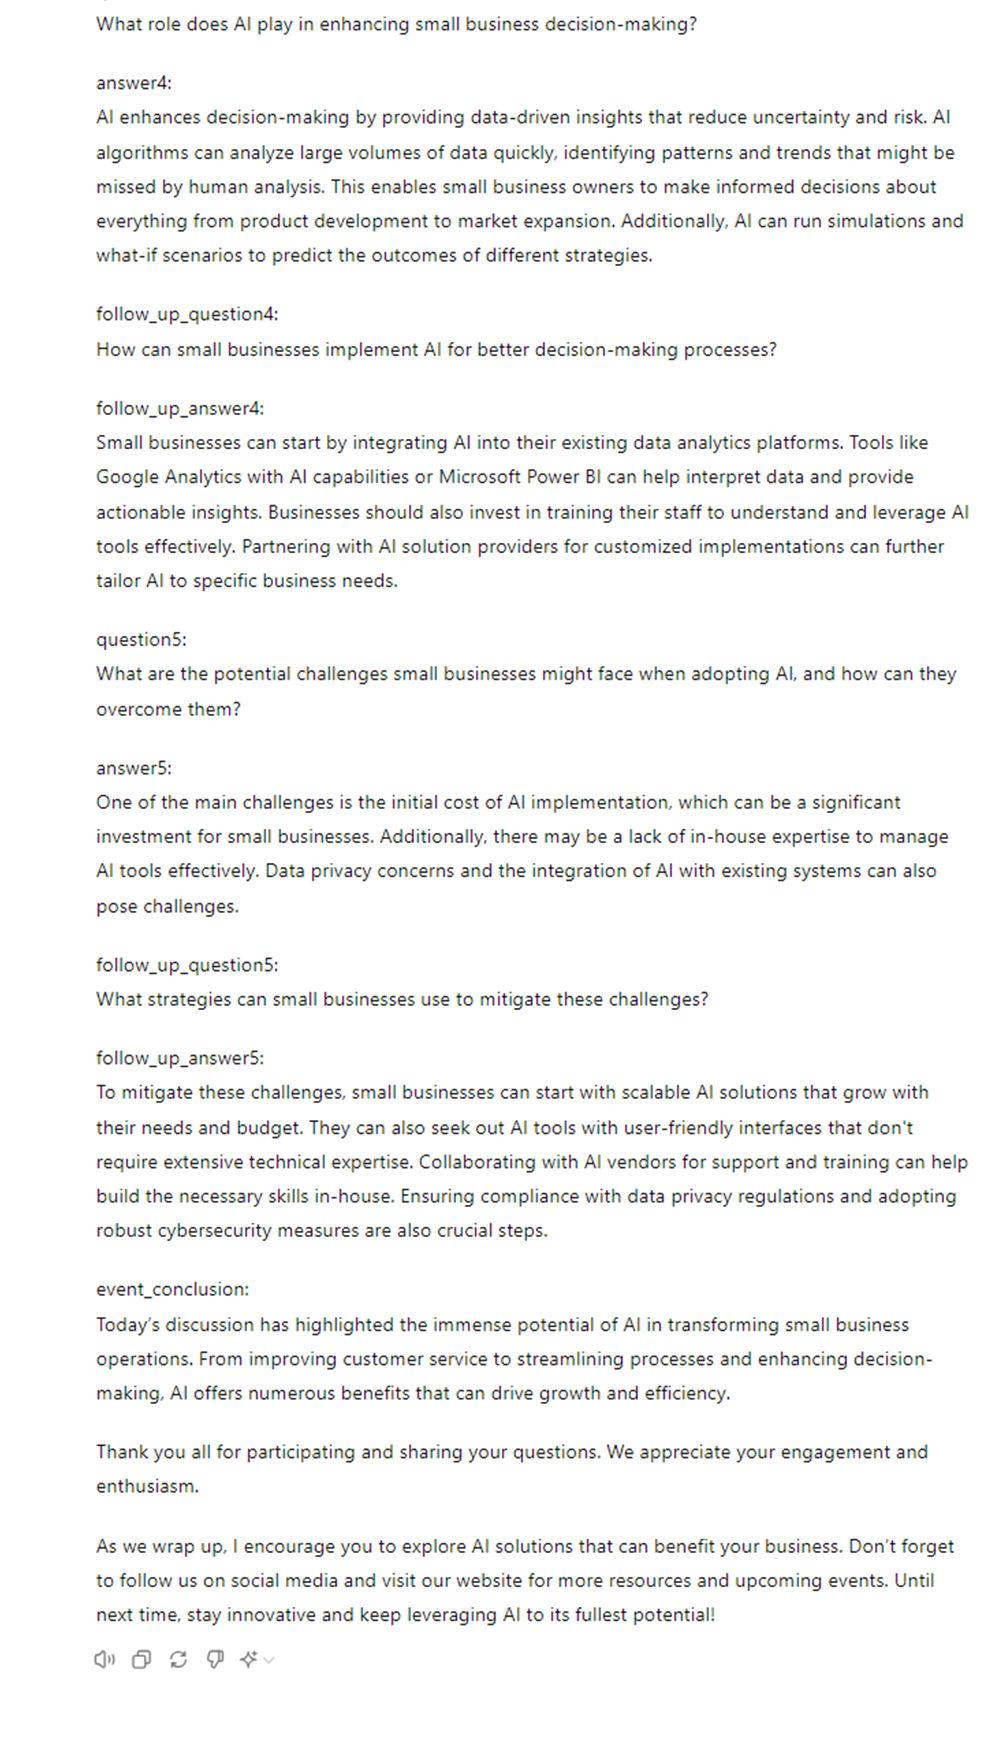 What role does AI play in enhancing small business decision-making?
answer4:
AI enhances decision-making by providing data-driven insights that reduce uncertainty and risk. AI
algorithms can analyze large volumes of data quickly, identifying patterns and trends that might be
missed by human analysis. This enables small business owners to make informed decisions about
everything from product development to market expansion. Additionally, AI can run simulations and
what-if scenarios to predict the outcomes of different strategies.
follow_up_question4:
How can small businesses implement AI for better decision-making processes?
follow_up_answer4:
Small businesses can start by integrating AI into their existing data analytics platforms. Tools like
Google Analytics with AI capabilities or Microsoft Power BI can help interpret data and provide
actionable insights. Businesses should also invest in training their staff to understand and leverage AI
tools effectively. Partnering with AI solution providers for customized implementations can further
tailor AI to specific business needs.
question5:
What are the potential challenges small businesses might face when adopting AI, and how can they
overcome them?
answer5:
One of the main challenges is the initial cost of AI implementation, which can be a significant
investment for small businesses. Additionally, there may be a lack of in-house expertise to manage
AI tools effectively. Data privacy concerns and the integration of AI with existing systems can also
pose challenges.
follow_up_question5:
What strategies can small businesses use to mitigate these challenges?
follow_up_answer5:
To mitigate these challenges, small businesses can start with scalable AI solutions that grow with
their needs and budget. They can also seek out AI tools with user-friendly interfaces that don't
require extensive technical expertise. Collaborating with AI vendors for support and training can help
build the necessary skills in-house. Ensuring compliance with data privacy regulations and adopting
robust cybersecurity measures are also crucial steps.
event_conclusion:
Today's discussion has highlighted the immense potential of AI in transforming small business
operations. From improving customer service to streamlining processes and enhancing decision-
making, AI offers numerous benefits that can drive growth and efficiency.
Thank you all for participating and sharing your questions. We appreciate your engagement and
enthusiasm.
As we wrap up, I encourage you to explore AI solutions that can benefit your business. Don't forget
to follow us on social media and visit our website for more resources and upcoming events. Until
next time, stay innovative and keep leveraging AI to its fullest potential!